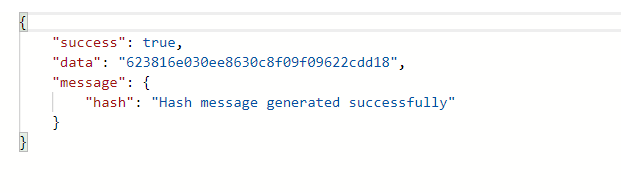 {
"success": true,
"data": "623816e030ee8630c8f09f09622cdd18",
"message": {
"hash": "Hash message generated successfully"
}
}